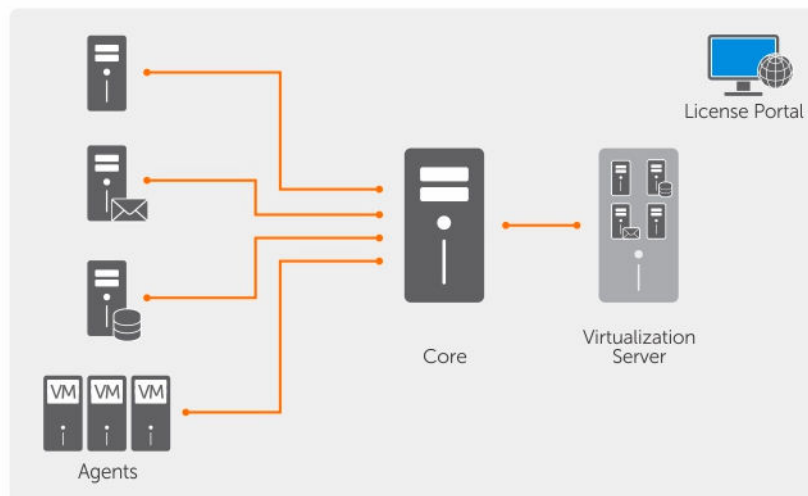 License Portal
Core
Virtualization
Server
VM VM VM
Agents